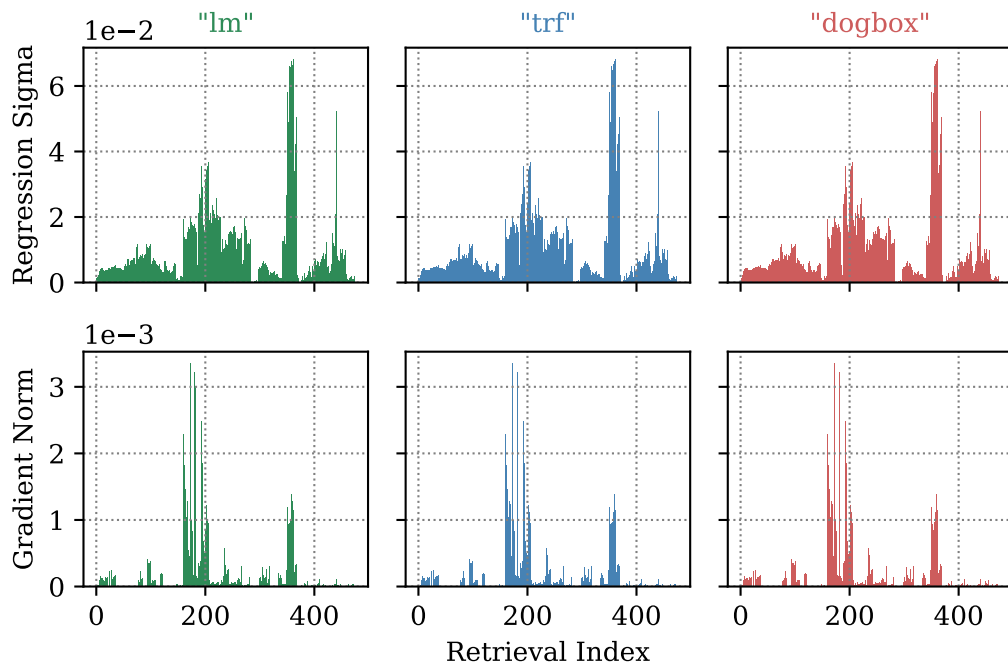 "lm" "trf" "dogbox"
1e−2
Regression Sigma
6
4
2
0
1e−3
Gradient Norm
3
2
1
0
0 200 400 0 200 400 0 200 400
Retrieval Index